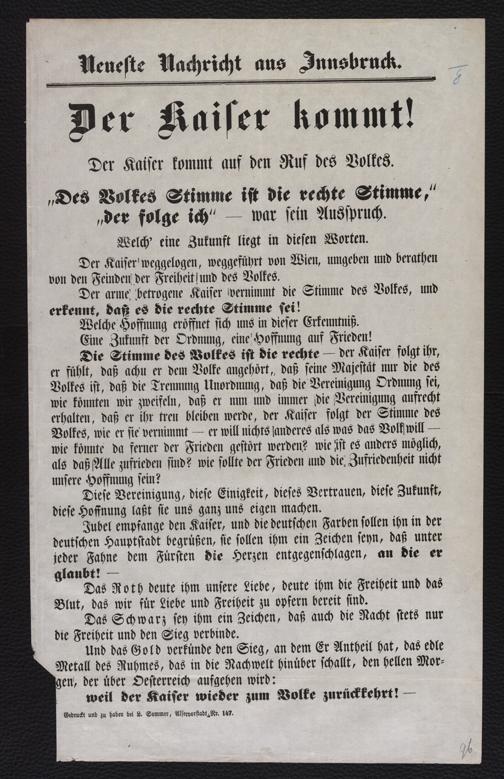 Neueste Nachricht aus Innsbruck.
Der Kaiser kommt!
Der Kaiser kommt auf den Ruf des Volkes.
„Des Volkes Stimme ist die rechte Stimme,“
„der folge ich“ — war sein Ausspruch.
Welch' eine Zukunft liegt in diesen Worten.
Der Kaiser weggelogen, weggeführt von Wien, umgeben und berathen
von den Feinden der Freiheit und des Volkes.
Der arme betrogene Kaiser vernimmt die Stimme des Volkes, und
erkennt, daß es die rechte Stimme sei!
Welche Hoffnung eröffnet sich uns in dieser Erkenntniß.
Eine Zukunft der Ordnung, eine Hoffnung auf Frieden!
Die Stimme des Volkes ist die rechte — der Kaiser folgt ihr,
er fühlt, daß achu er dem Volke angehört, daß seine Majestät nur die des
Volkes ist, daß die Trennung Unordnung, daß die Vereinigung Ordnung sei,
wie könnten wir zweifeln, daß er nun und immer die Vereinigung aufrecht
erhalten, daß er ihr treu bleiben werde, der Kaiser folgt der Stimme des
Volkes, wie er sie vernimmt — er will nichts anderes als was das Volk will —
wie könnte da ferner der Frieden gestört werden? wie ist es anders möglich,
als daß Alle zufrieden sind? wie sollte der Frieden und die Zufriedenheit nicht
unsere Hoffnung sein?
Diese Vereinigung, diese Einigkeit, dieses Vertrauen, diese Zukunft,
diese Hoffnung laßt sie uns ganz uns eigen machen.
Jubel empfange den Kaiser, und die deutschen Farben sollen ihn in der
deutschen Hauptstadt begrüßen, sie sollen ihm ein Zeichen seyn, daß unter
jeder Fahne dem Fürsten die Herzen entgegenschlagen, an die er
glaubt! —
Das Roth deute ihm unsere Liebe, deute ihm die Freiheit und das
Blut, das wir für Liebe und Freiheit zu opfern bereit sind.
Das Schwarz sey ihm ein Zeichen, daß auch die Nacht stets nur
die Freiheit und den Sieg verbinde.
Und das Gold verkünde den Sieg, an dem Er Antheil hat, das edle
Metall des Ruhmes, das in die Nachwelt hinüber schallt, den hellen Mor-
gen, der über Oesterreich aufgehen wird:
weil der Kaiser wieder zum Volke zurückkehrt! —
Gedruckt und zu haben bei L. Sommer, Alservorstadt Nr. 147.
96